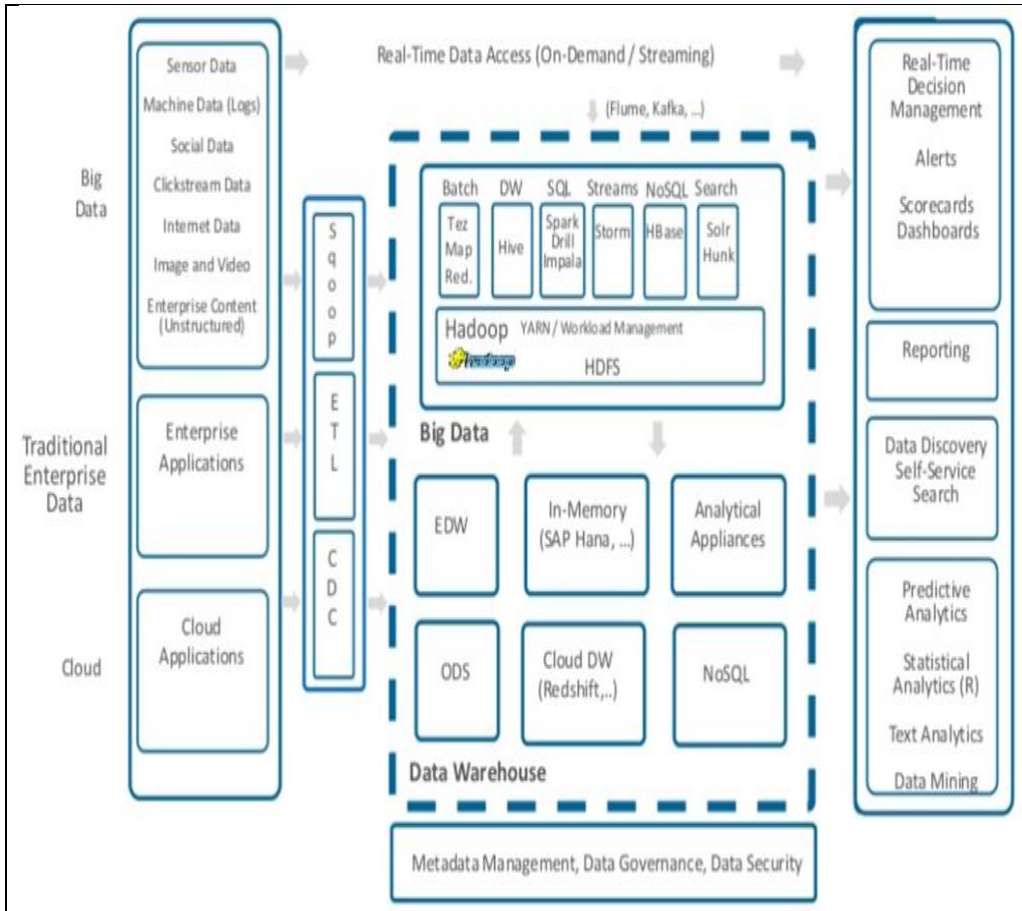 Big
Data
Traditional
Enterprise
Data
Cloud
Sensor Data
Machine Data (Logs)
Social Data
Clickstream Data
Internet Data
Image and Video
Enterprise Content
(Unstructured)
Enterprise
Applications
Cloud
Applications
S
q
o
o
p
E
T
L
C
D
C
Real-Time Data Access (On-Demand / Streaming)
(Flume, Kafka, ...)
Batch DW SQL Streams NoSQL Search
Tez
Map
Red.
Hive
Spark
Drill
Impala
Storm
HBase
Solr
Hunk
Hadoop YARN / Workload Management
hadoop
HDFS
Big Data
EDW
In-Memory
(SAP Hana, ...)
Analytical
Appliances
ODS
Cloud DW
(Redshift,..)
NoSQL
Data Warehouse
Metadata Management, Data Governance, Data Security
Real-Time
Decision
Management
Alerts
Scorecards
Dashboards
Reporting
Data Discovery
Self-Service
Search
Predictive
Analytics
Statistical
Analytics (R)
Text Analytics
Data Mining